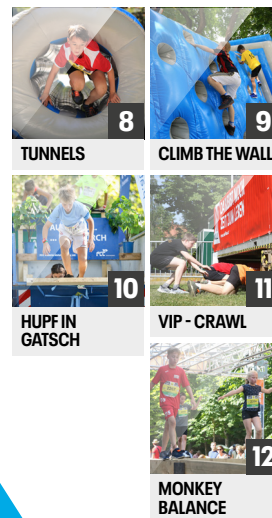 8
TUNNELS
9
CLIMB THE WALL
10
HUPF IN
GATSCH
11
VIP - CRAWL
12
MONKEY
BALANCE